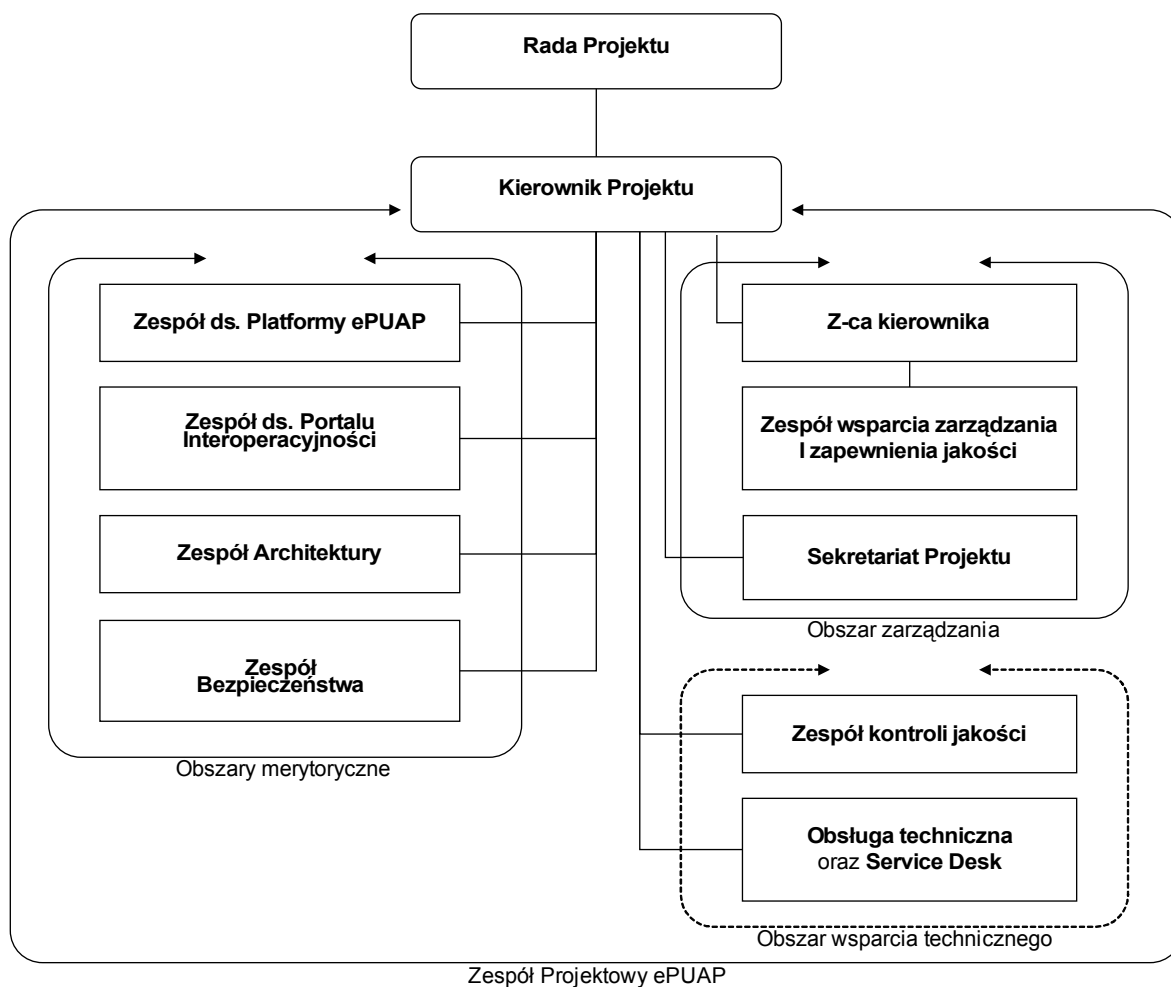 Rada Projektu
Kierownik Projektu
Zespół ds. Platformy ePUAP
Zespół ds. Portalu
Interoperacyjności
Zespół Architektury
Zespół
Bezpieczeństwa
Obszary merytoryczne
Z-ca kierownika
Zespół wsparcia zarządzania
I zapewnienia jakości
Sekretariat Projektu
Obszar zarządzania
Zespół kontroli jakości
Obsługa techniczna
oraz Service Desk
Obszar wsparcia technicznego
Zespół Projektowy ePUAP